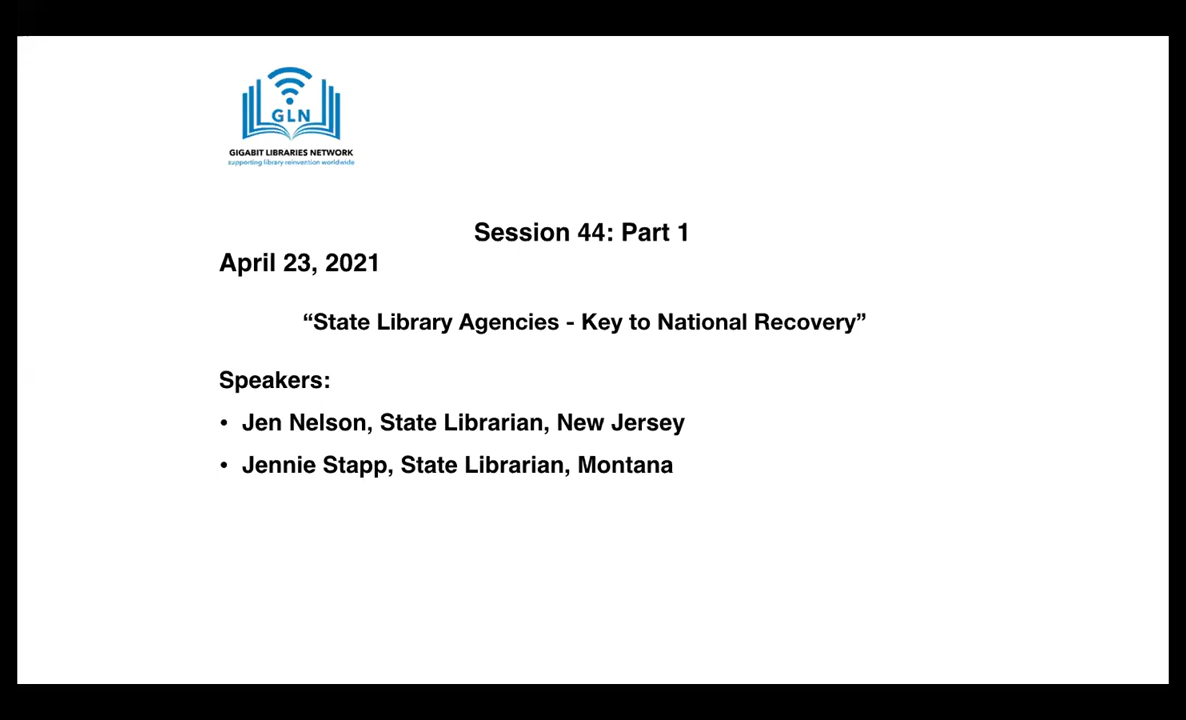 GLN
GIGABIT LIBRARIES NETWORK
supporting library reinvention worldwide
Session 44: Part 1
April 23, 2021
“State Library Agencies - Key to National Recovery”
Speakers:
• Jen Nelson, State Librarian, New Jersey
• Jennie Stapp, State Librarian, Montana